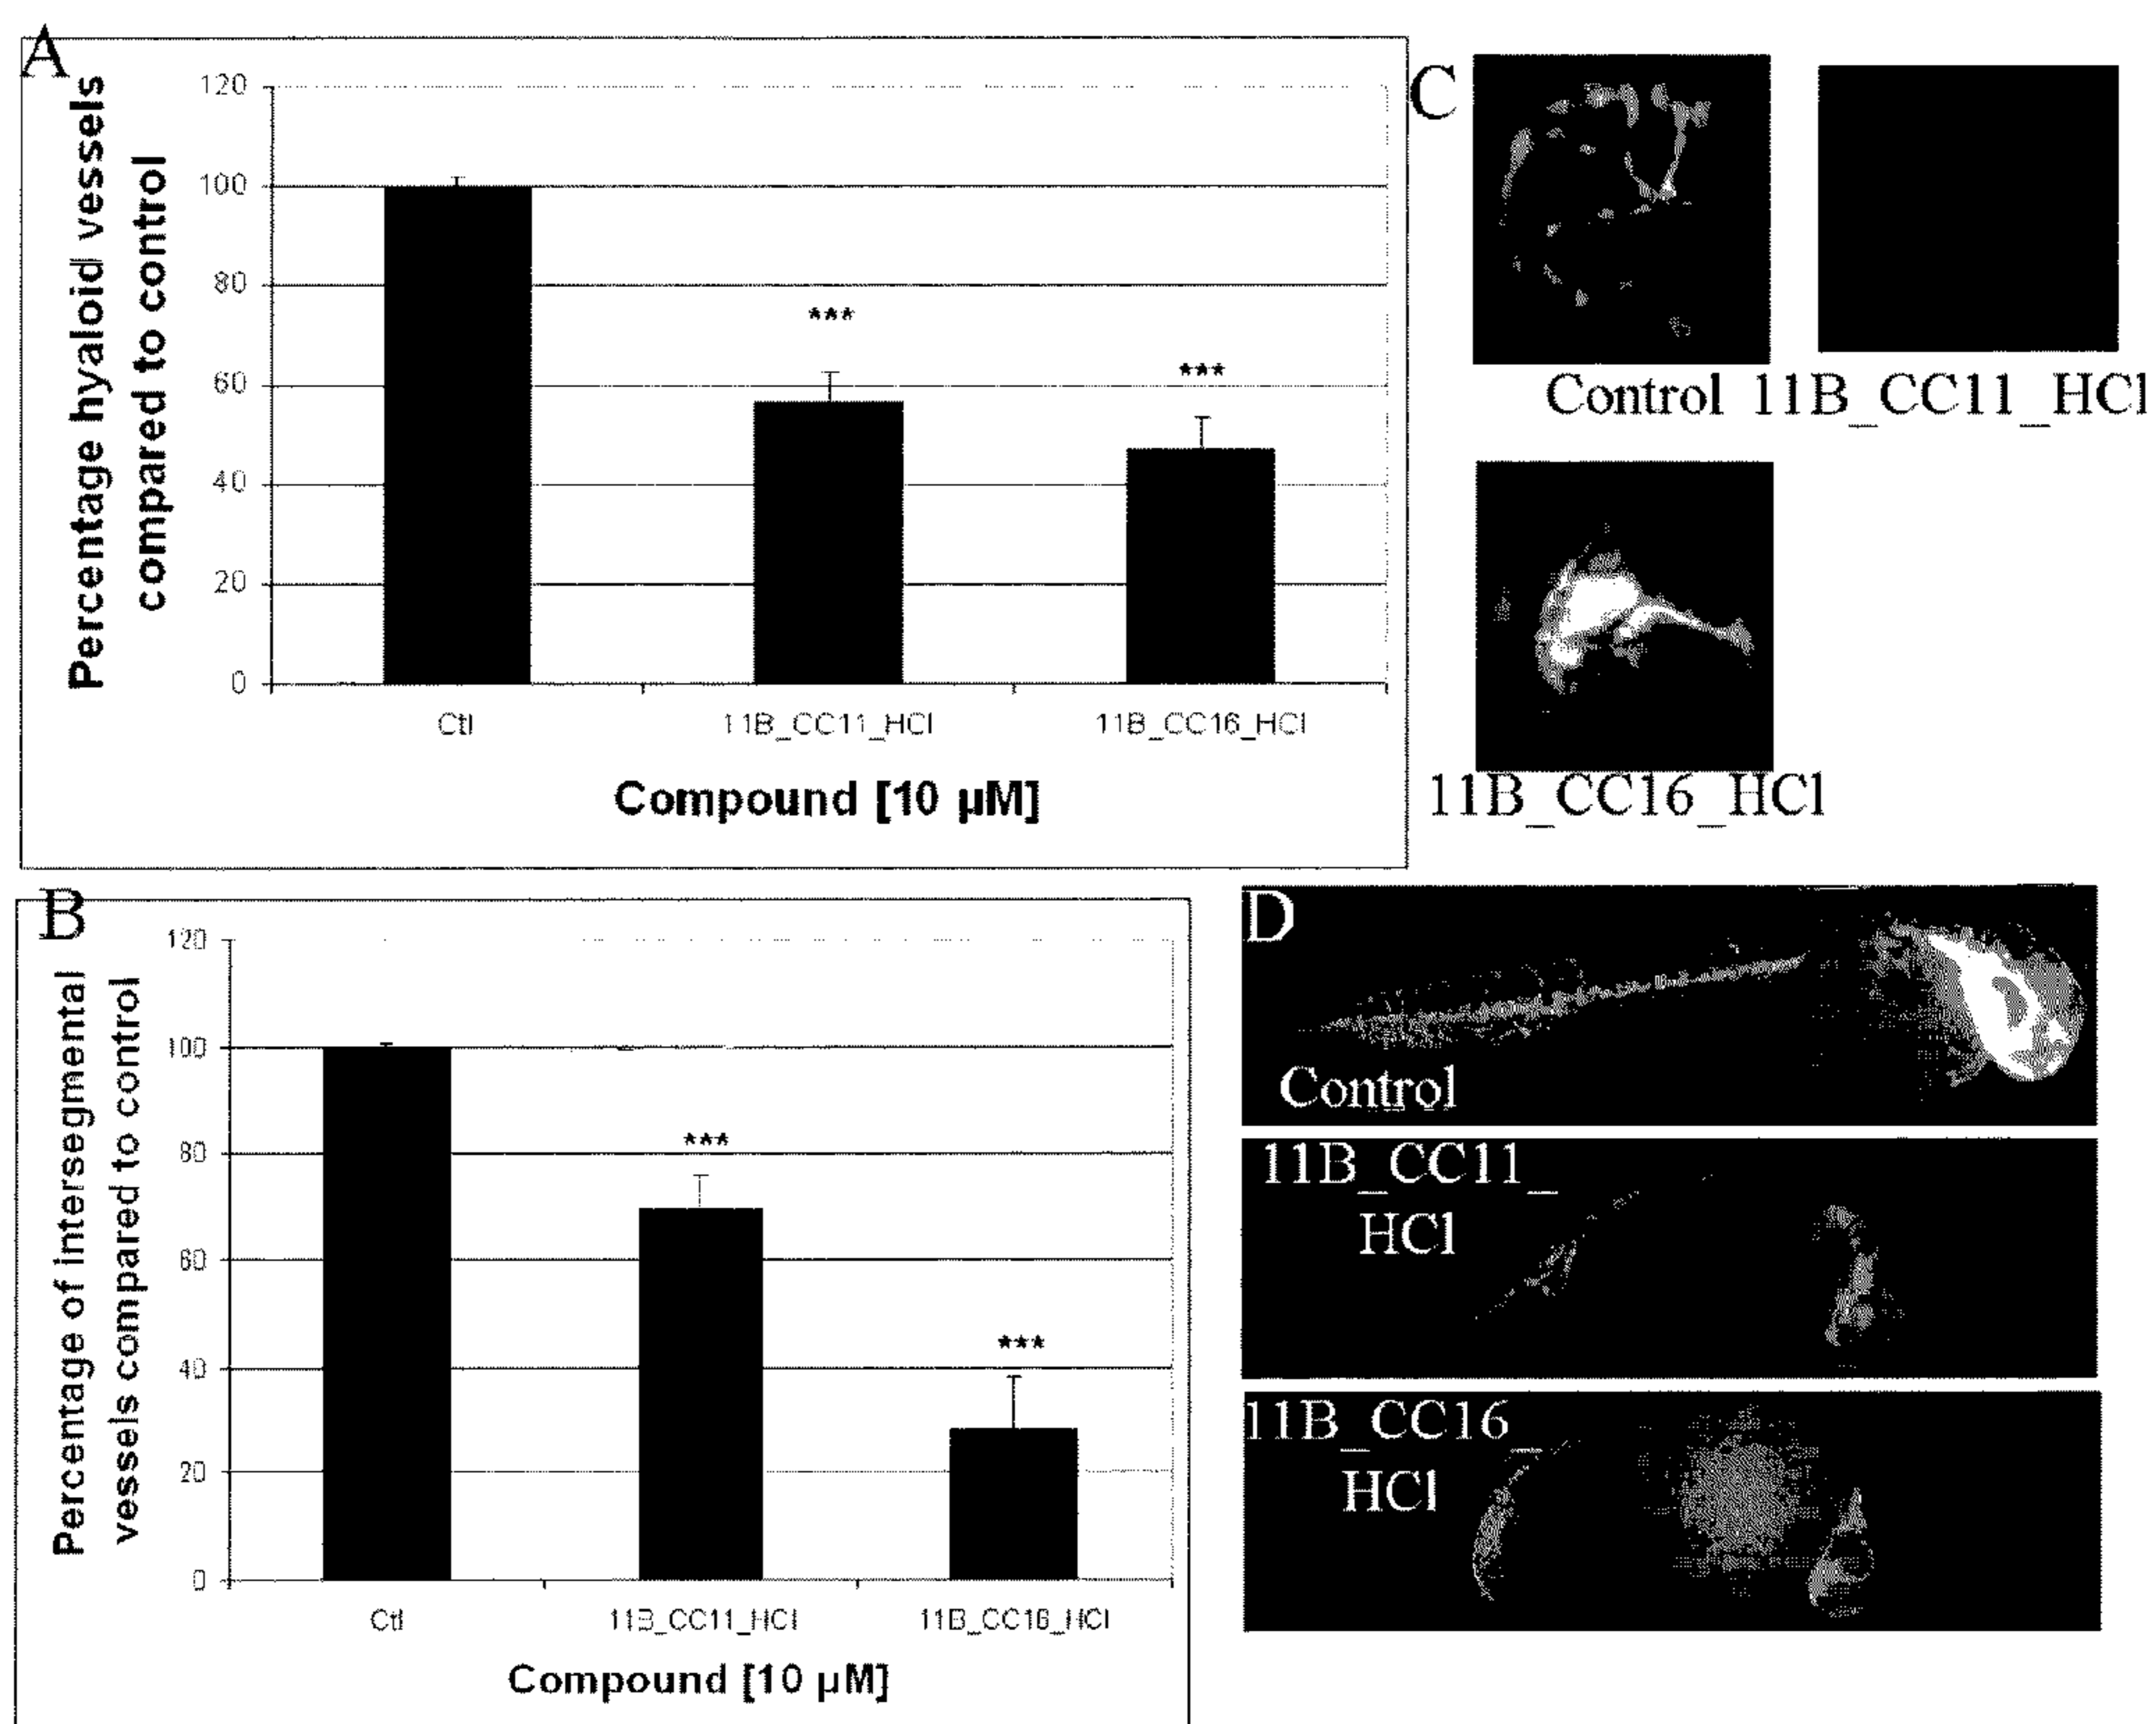 A
Percentage hyaloid vessels
compared to control
120
100
80
60
40
20
0
***
***
Ctl
11B_CC11_HCl
11B_CC16_HCl
Compound [10 µM]
C
Control
11B_CC11_HCl
11B_CC16_HCl
B
Percentage of intersegmental
vessels compared to control
120
100
80
60
40
20
0
***
***
Ctl
11B_CC11_HCl
11B_CC16_HCl
Compound [10 µM]
D
Control
11B_CC11_
HCl
11B_CC16_
HCl